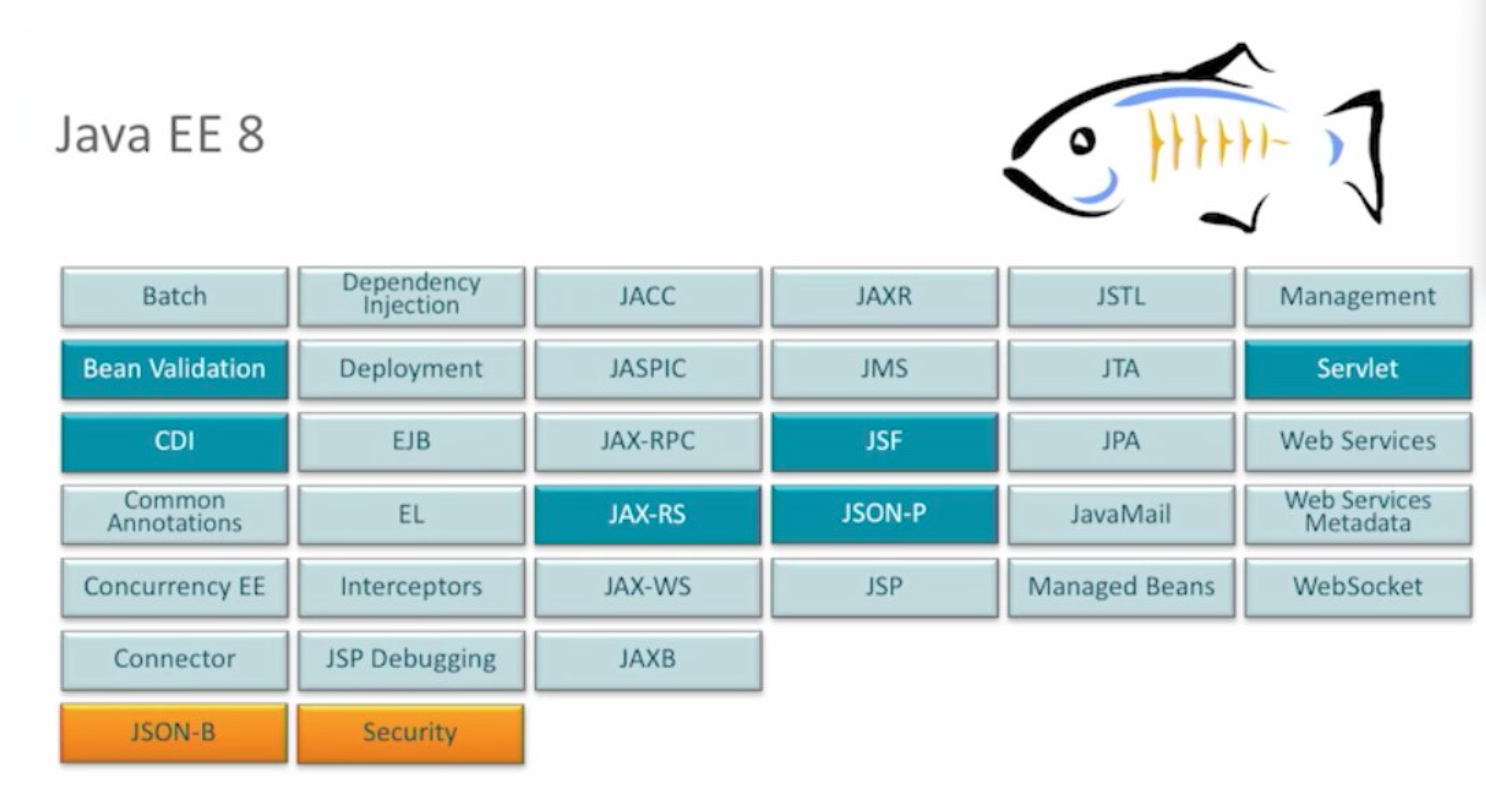 Java EE 8
Batch
Dependency
Injection
JACC
JAXR
JSTL
Management
Bean Validation
Deployment
JASPIC
JMS
JTA
Servlet
CDI
EJB
JAX-RPC
JSF
JPA
Web Services
Common
Annotations
EL
JAX-RS
JSON-P
JavaMail
Web Services
Metadata
Concurrency EE
Interceptors
JAX-WS
JSP
Managed Beans
WebSocket
Connector
JSP Debugging
JAXB
JSON-B
Security